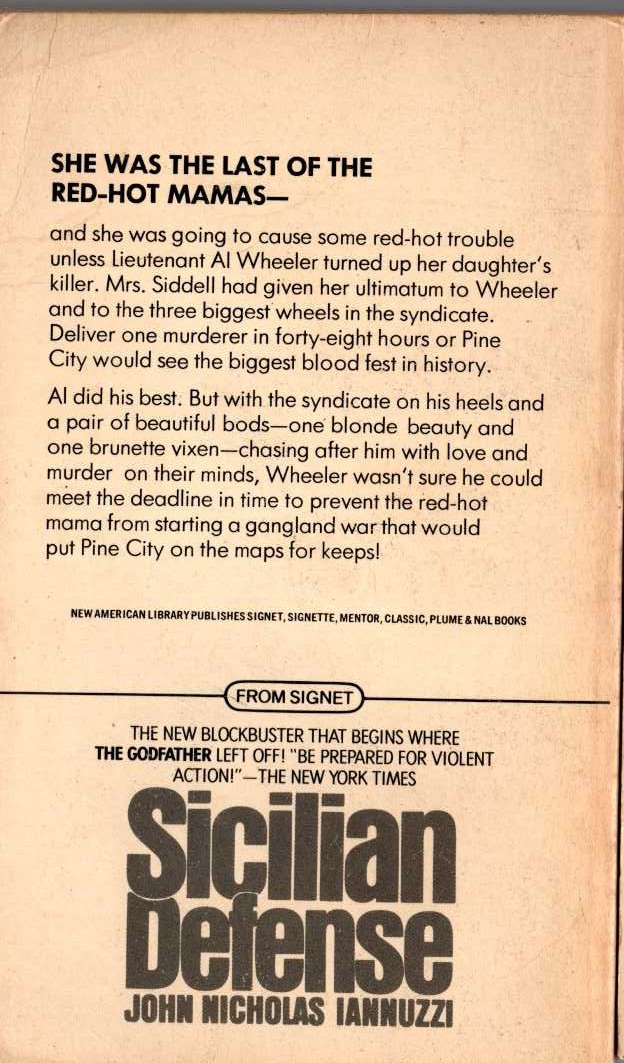 SHE WAS THE LAST OF THE
RED-HOT MAMAS—
and she was going to cause some red-hot trouble
unless Lieutenant Al Wheeler turned up her daughter's
killer. Mrs. Siddell had given her ultimatum to Wheeler
and to the three biggest wheels in the syndicate.
Deliver one murderer in forty-eight hours or Pine
City would see the biggest blood fest in history.
Al did his best. But with the syndicate on his heels and
a pair of beautiful bods—one blonde beauty and
one brunette vixen—chasing after him with love and
murder on their minds, Wheeler wasn't sure he could
meet the deadline in time to prevent the red-hot
mama from starting a gangland war that would
put Pine City on the maps for keeps!
NEW AMERICAN LIBRARY PUBLISHES SIGNET, SIGNETTE, MENTOR, CLASSIC, PLUME & NAL BOOKS
FROM SIGNET
THE NEW BLOCKBUSTER THAT BEGINS WHERE
THE GODFATHER LEFT OFF! "BE PREPARED FOR VIOLENT
ACTION!"—THE NEW YORK TIMES
Sicilian
Defense
JOHN NICHOLAS IANNUZZI